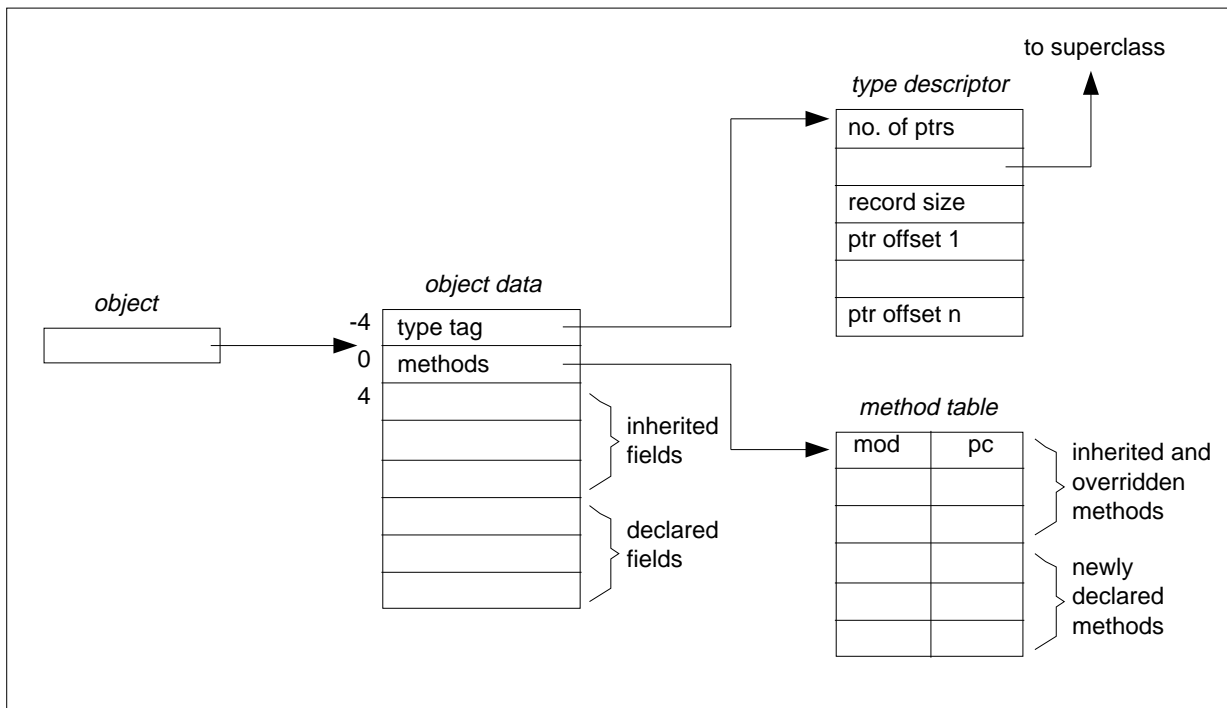 to superclass
type descriptor
no. of ptrs
record size
ptr offset 1
ptr offset n
object
object data
-4
type tag
0
methods
4
inherited
fields
declared
fields
method table
mod pc
inherited and
overridden
methods
newly
declared
methods